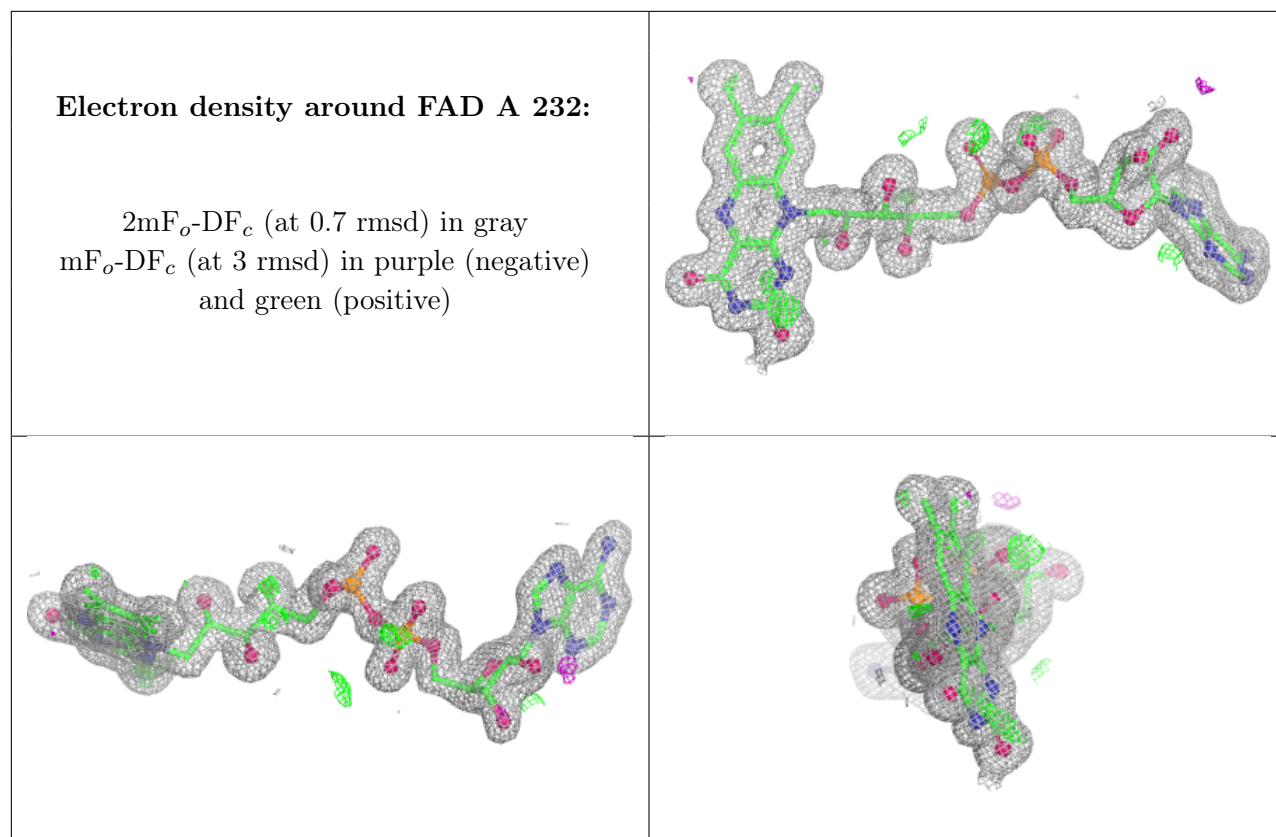 Electron density around FAD A 232:
2mFo-DFc (at 0.7 rmsd) in gray
mFo-DFc (at 3 rmsd) in purple (negative)
and green (positive)